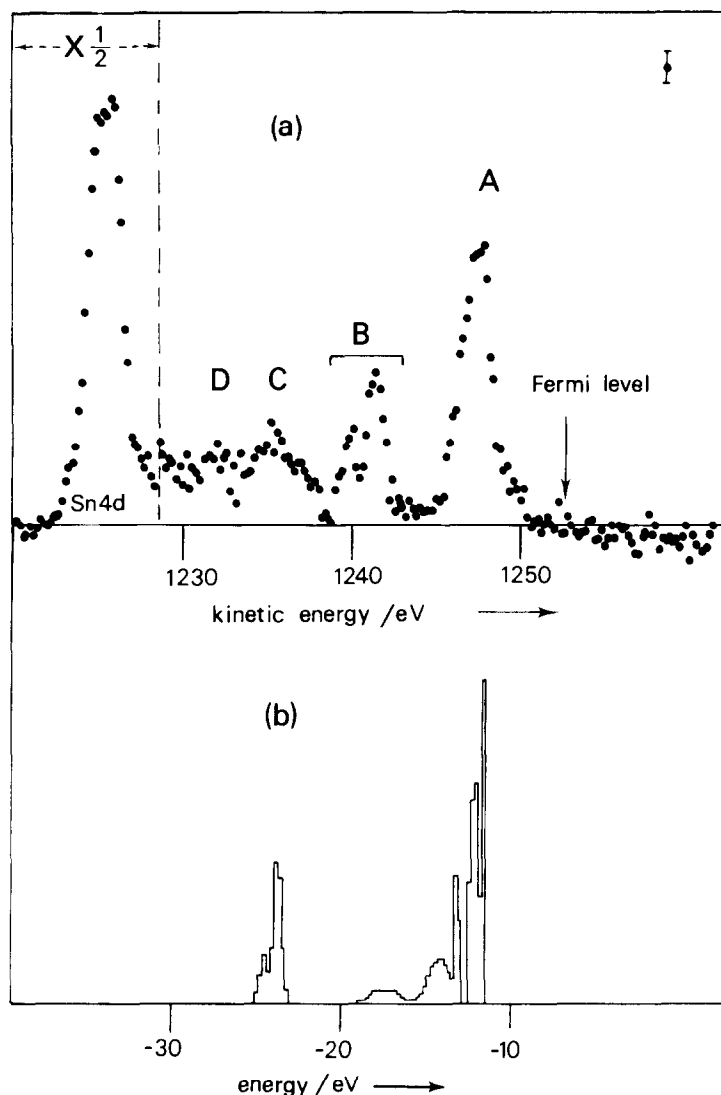 X 1/2
(a)
A
B
D C
Fermi level
Sn4d
1230 1240 1250
kinetic energy /eV
(b)
-30 -20 -10
energy /eV